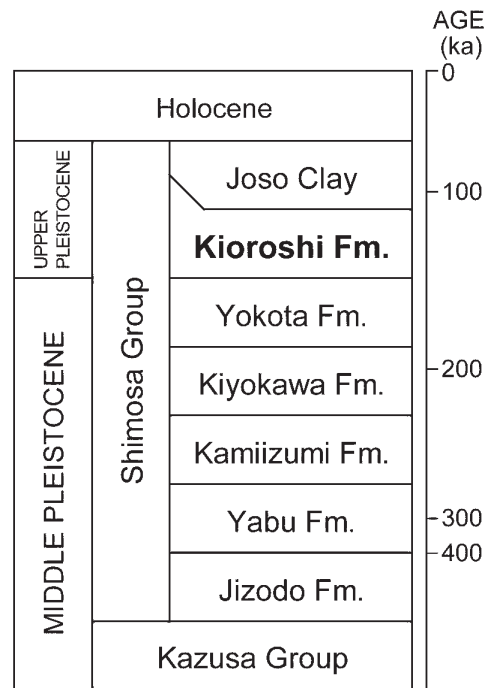 AGE
(ka)
0
Holocene
UPPER
PLEISTOCENE
Joso Clay
100
Kioroshi Fm.
MIDDLE PLEISTOCENE
Shimosa Group
Yokota Fm.
200
Kiyokawa Fm.
Kamiizumi Fm.
Yabu Fm.
300
400
Jizodo Fm.
Kazusa Group